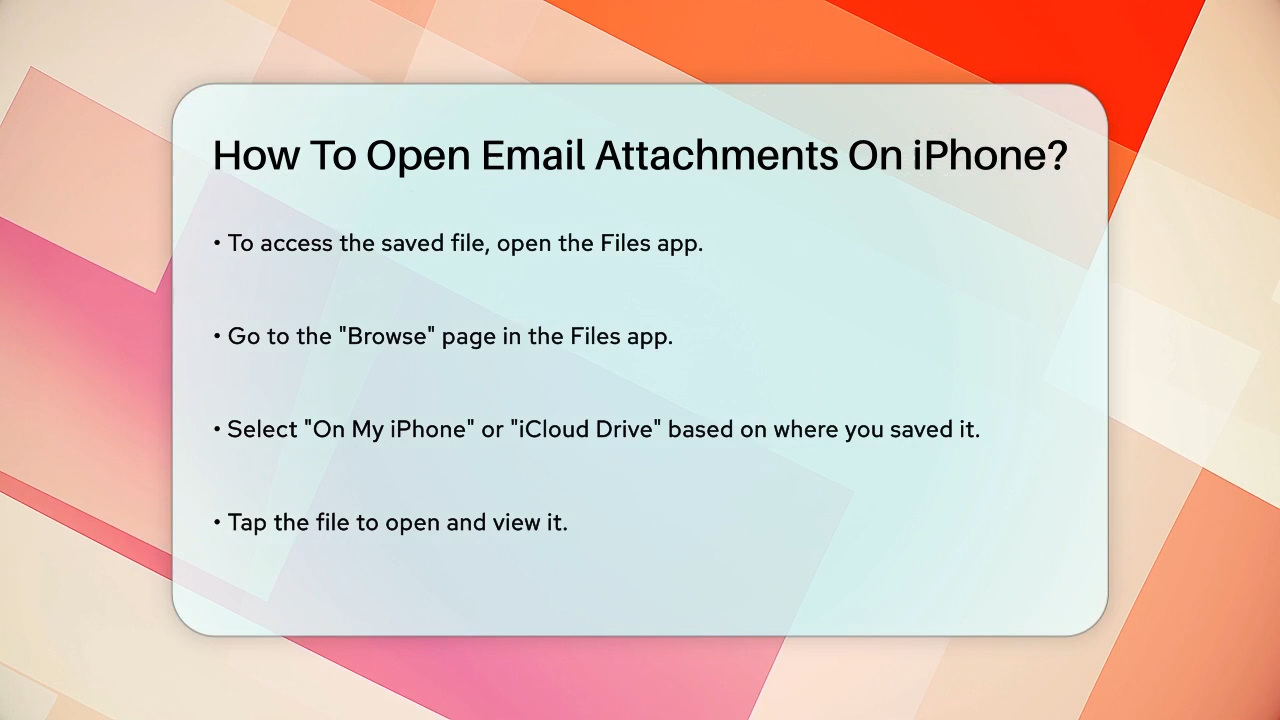 How To Open Email Attachments On iPhone?
• To access the saved file, open the Files app.
• Go to the "Browse" page in the Files app.
• Select "On My iPhone" or "iCloud Drive" based on where you saved it.
• Tap the file to open and view it.